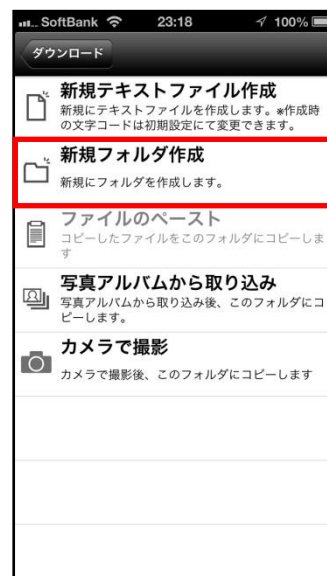 SoftBank 23:18 100%
ダウンロード
新規テキストファイル作成
新規にテキストファイルを作成します。※作成時
の文字コードは初期設定にて変更できます。
新規フォルダ作成
新規にフォルダを作成します。
ファイルのペースト
コピーしたファイルをこのフォルダにコピーしま
す
写真アルバムから取り込み
写真アルバムから取り込み後、このフォルダにコ
ピーします。
カメラで撮影
カメラで撮影後、このフォルダにコピーします